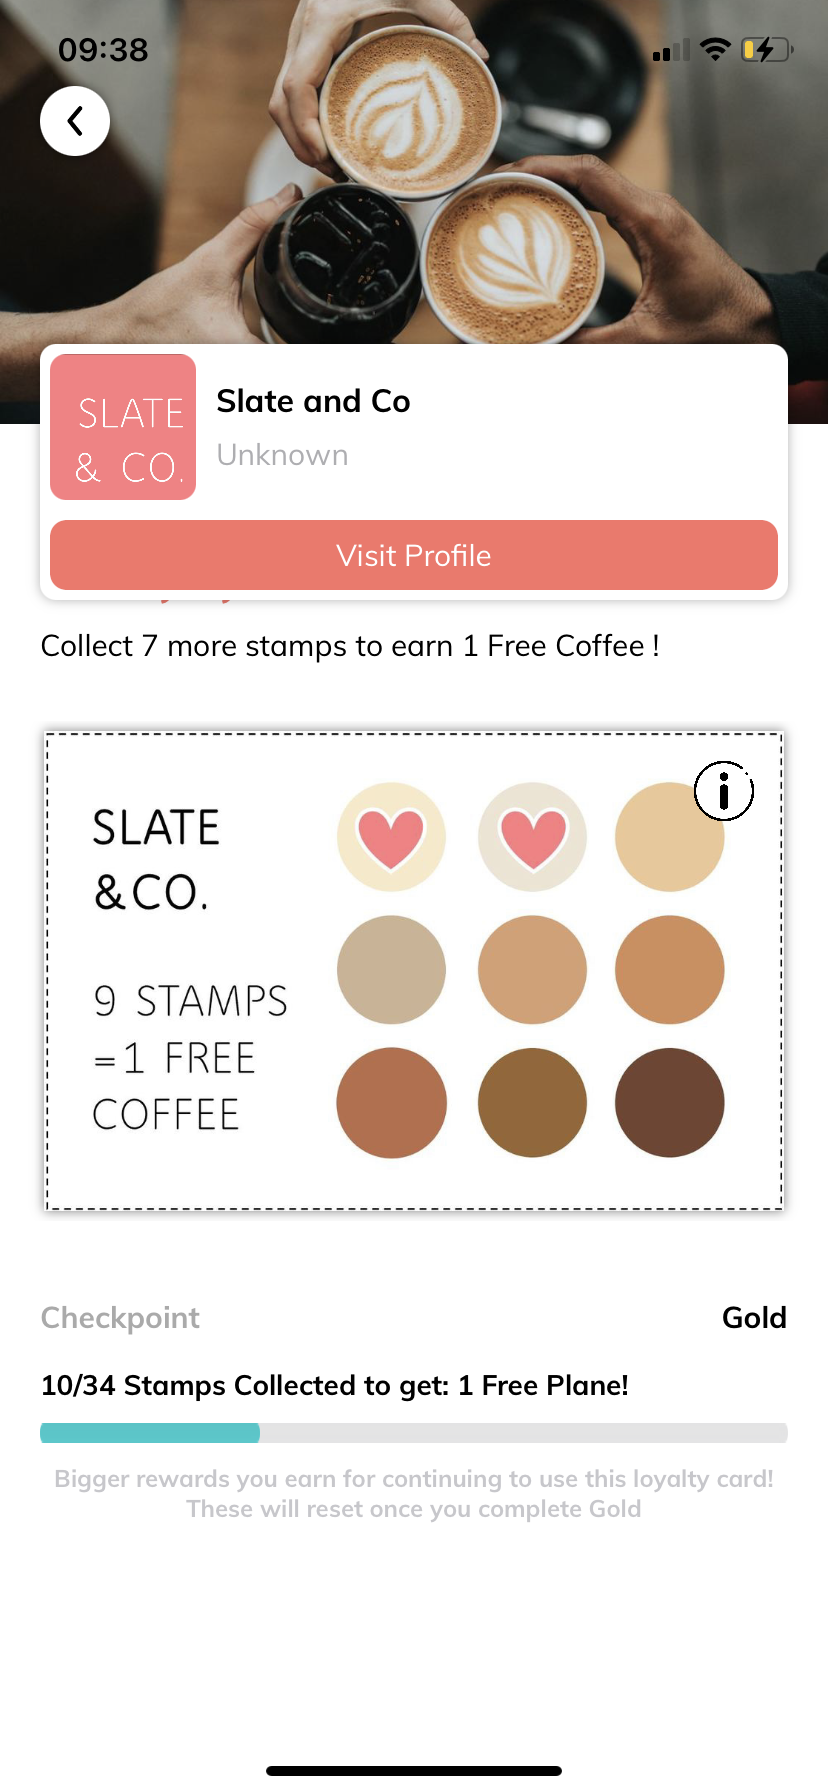 09:38
SLATE
& CO.
Slate and Co
Unknown
Visit Profile
Collect 7 more stamps to earn 1 Free Coffee !
SLATE
&CO.
9 STAMPS
=1 FREE
COFFEE
Checkpoint
Gold
10/34 Stamps Collected to get: 1 Free Plane!
Bigger rewards you earn for continuing to use this loyalty card!
These will reset once you complete Gold